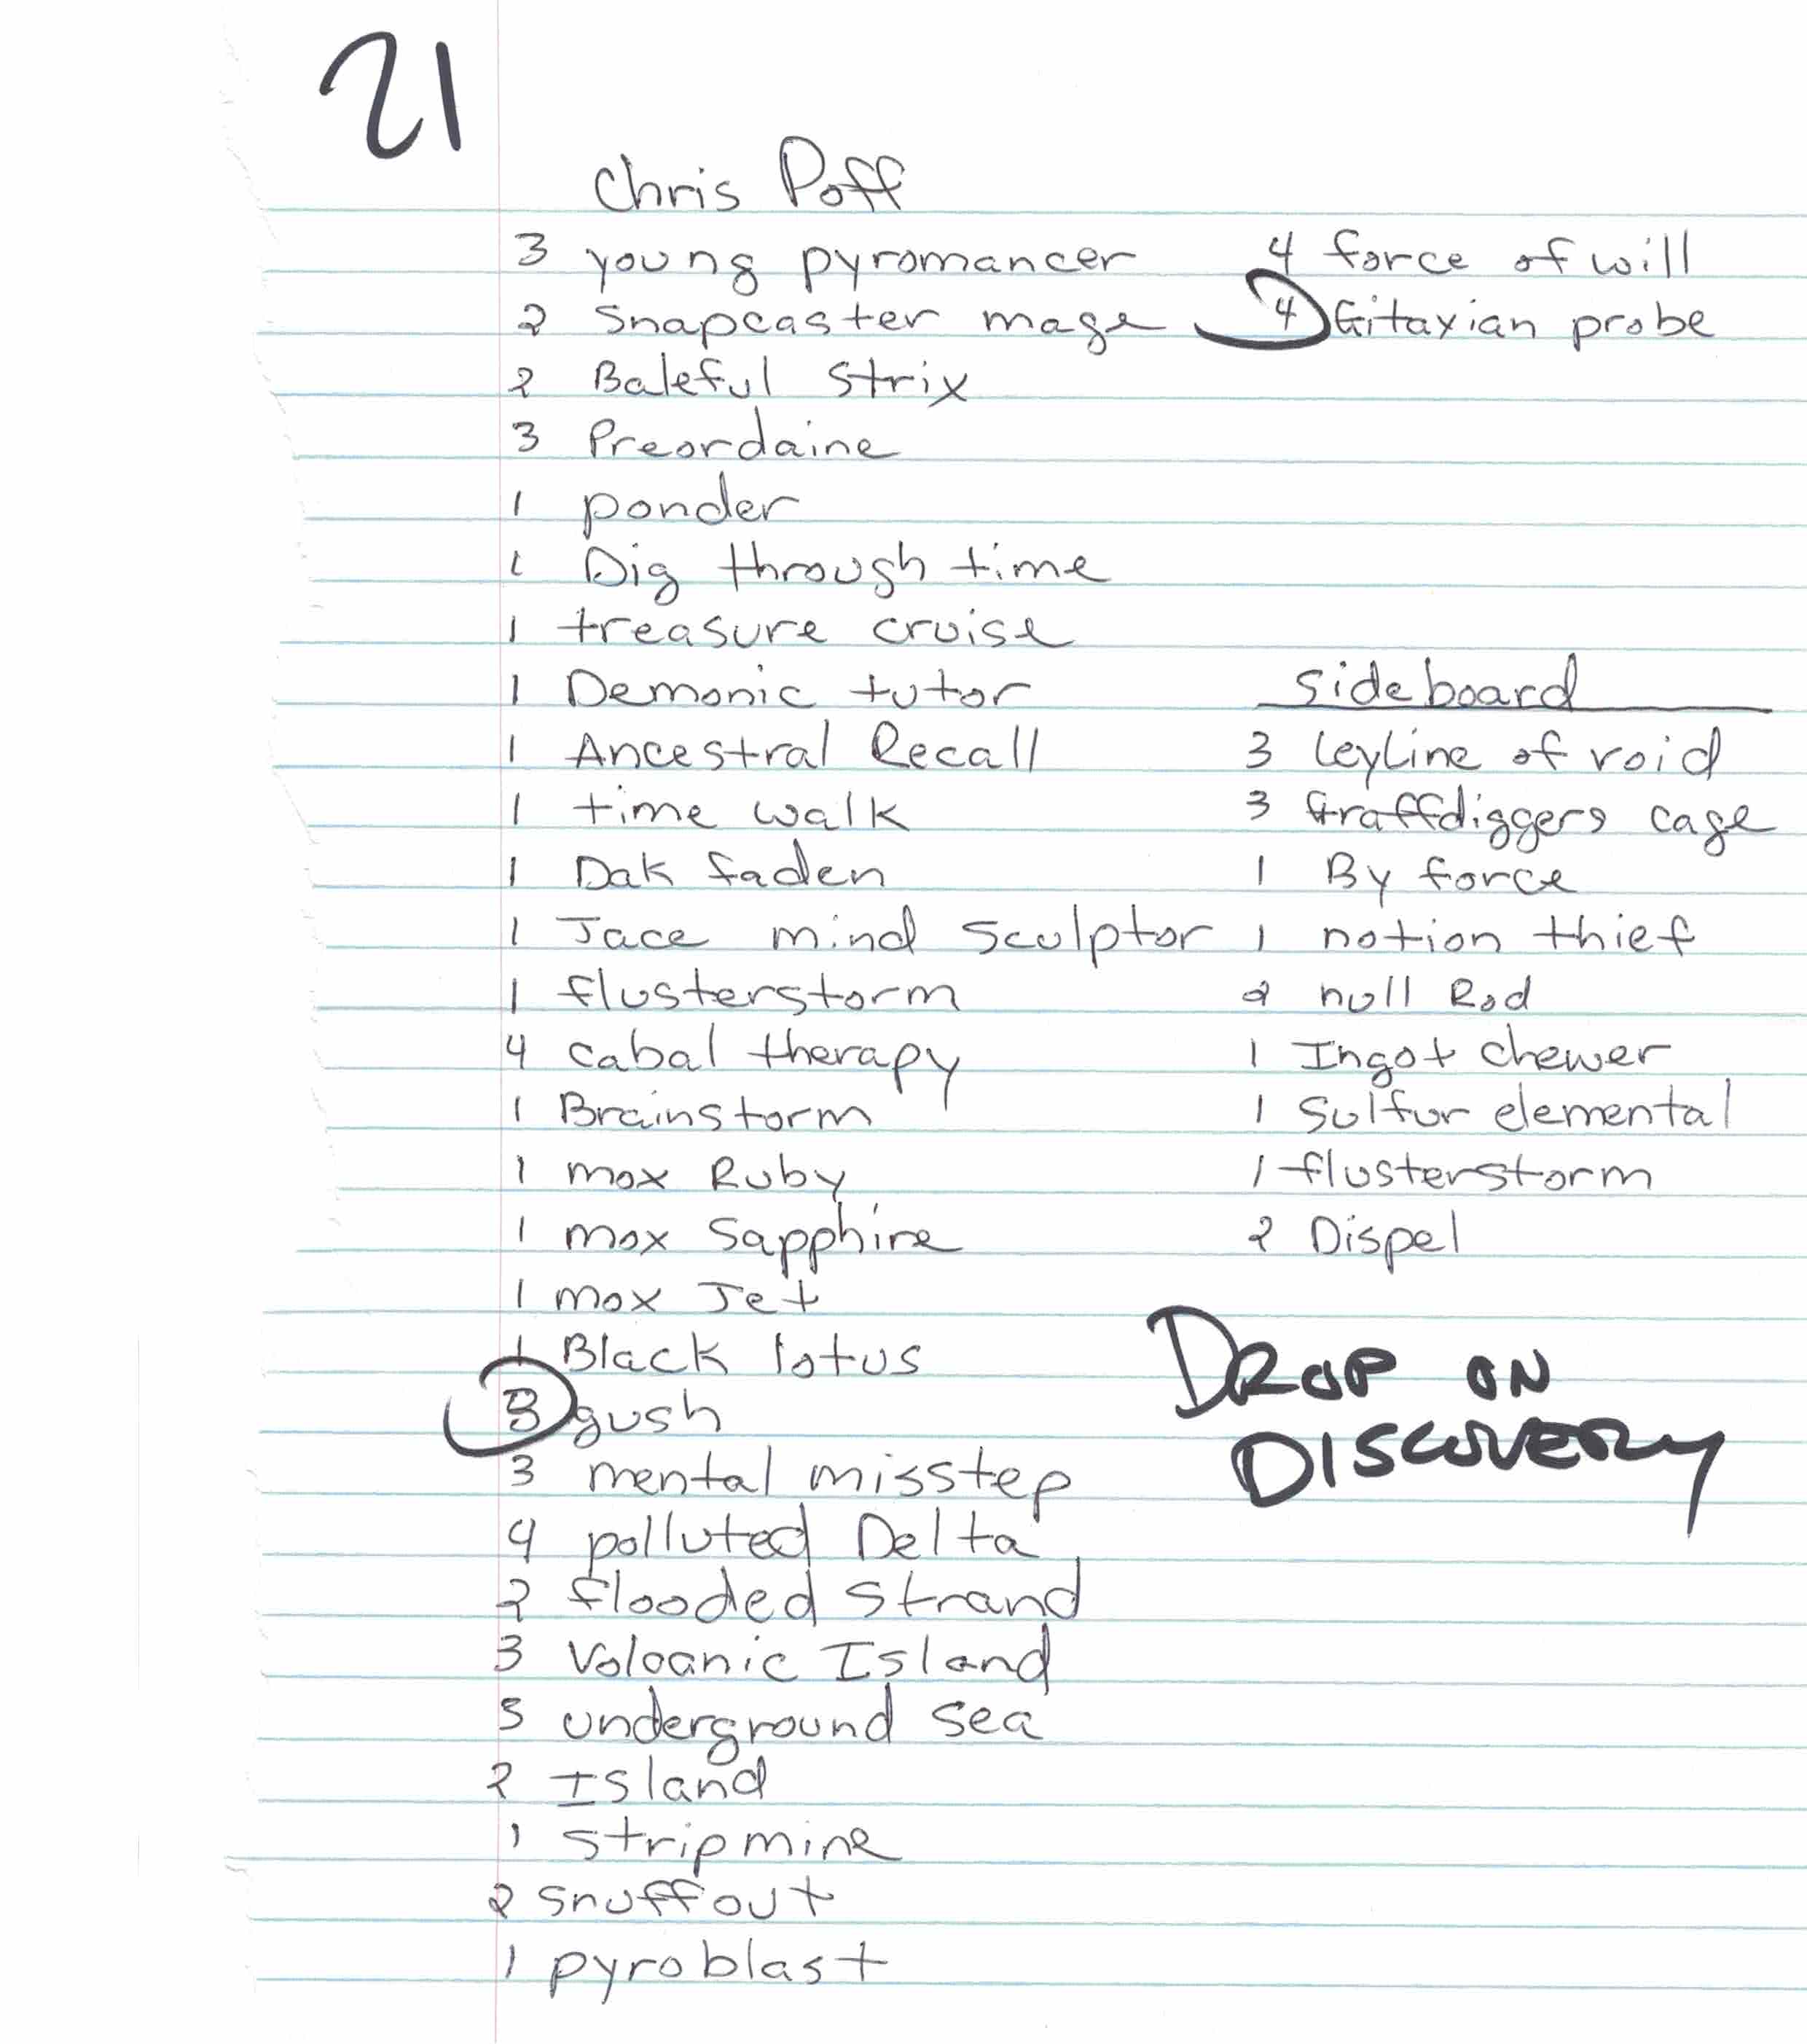 21
Chris Poff
3 young pyromancer
2 Snapcaster mage
2 Baleful Strix
3 Preordaine
1 ponder
1 Dig through time
1 treasure cruise
1 Demonic tutor
1 Ancestral Recall
1 time walk
1 Dak faden
1 Jace mind sculptor
1 flusterstorm
4 cabal therapy
1 Brainstorm
1 mox Ruby
1 mox Sapphire
1 mox Jet
1 Black lotus
3 gush
3 mental misstep
4 polluted Delta
2 flooded strand
3 Volcanic Island
3 underground sea
2 Island
1 stripmine
2 snuffout
1 pyroblast
4 force of will
4 Gitaxian probe
sideboard
3 leyline of void
3 Graffdiggers cage
1 By force
1 notion thief
2 null Rod
1 Ingot chewer
1 Sulfur elemental
1 flusterstorm
2 Dispel
DROP ON
DISCOVERY